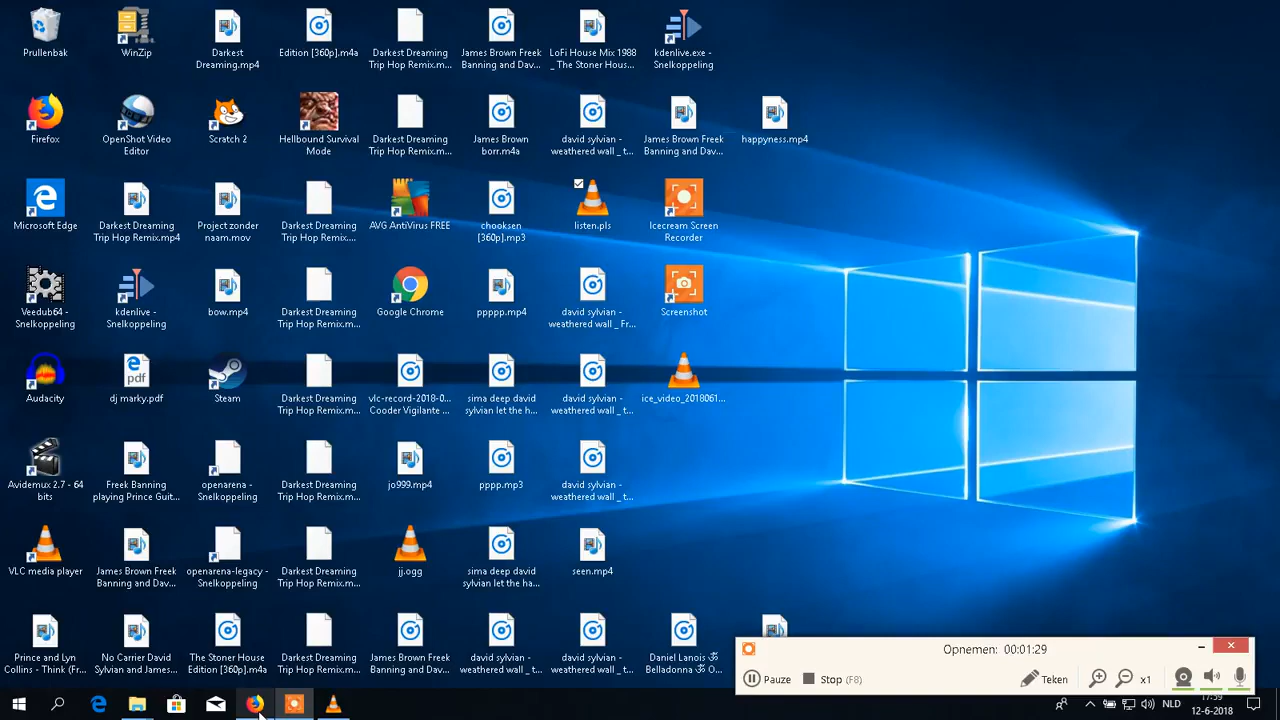 Prullenbak
WinZip
Darkest
Dreaming.mp4
Edition [360p].m4a
Darkest Dreaming
Trip Hop Remix.m...
James Brown Freek
Banning and Dav...
LoFi House Mix 1988
_ The Stoner Hous...
kdenlive.exe -
Snelkoppeling
Firefox
OpenShot Video
Editor
Scratch 2
Hellbound Survival
Mode
Darkest Dreaming
Trip Hop Remix.m...
James Brown
borr.m4a
david sylvian -
weathered wall _ t...
James Brown Freek
Banning and Dav...
happyness.mp4
Microsoft Edge
Darkest Dreaming
Trip Hop Remix.mp4
Project zonder
naam.mov
Darkest Dreaming
Trip Hop Remix....
AVG AntiVirus FREE
chooksen
[360p].mp3
listen.pls
Icecream Screen
Recorder
Veedub64 -
Snelkoppeling
kdenlive -
Snelkoppeling
bow.mp4
Darkest Dreaming
Trip Hop Remix.m...
Google Chrome
ppppp.mp4
david sylvian -
weathered wall _ Fr...
Screenshot
Audacity
pdf
dj marky.pdf
Steam
Darkest Dreaming
Trip Hop Remix.m...
vlc-record-2018-0...
Cooder Vigilante ...
sima deep david
sylvian let the h...
david sylvian -
weathered wall _ t...
ice_video_2018061...
Avidemux 2.7 - 64
bits
Freek Banning
playing Prince Guit...
openarena -
Snelkoppeling
Darkest Dreaming
Trip Hop Remix.m...
jo999.mp4
pppp.mp3
david sylvian -
weathered wall _ t...
VLC media player
James Brown Freek
Banning and Dav...
openarena-legacy -
Snelkoppeling
Darkest Dreaming
Trip Hop Remix.m...
jj.ogg
sima deep david
sylvian let the ha...
seen.mp4
Prince and Lyn
Collins - Think (Fr...
No Carrier David
Sylvian and James...
The Stoner House
Edition [360p].m4a
Darkest Dreaming
Trip Hop Remix.m...
James Brown Freek
Banning and Dav...
david sylvian -
weathered wall _ t...
david sylvian -
weathered wall _ t...
Daniel Lanois ॐ
Belladonna ॐ O...
Opnemen: 00:01:29
Pauze
Stop (F8)
Teken
x1
NLD
17:59
12-6-2018